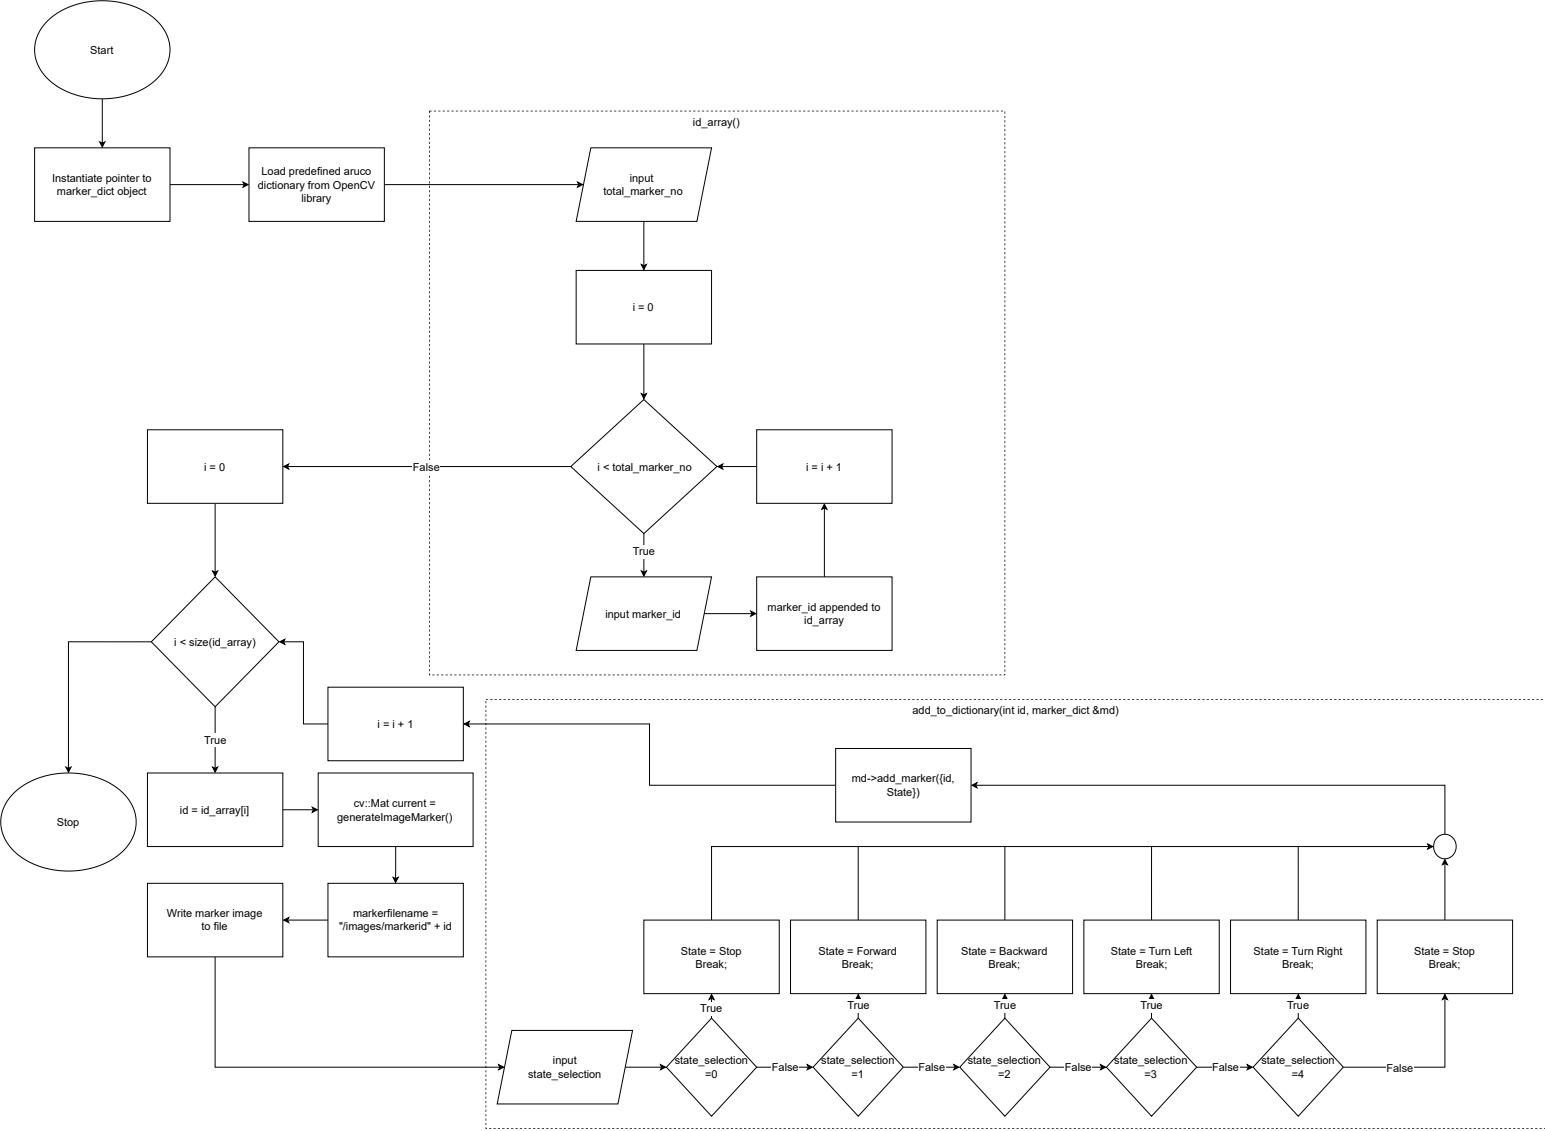 Start
id_array()
Instantiate pointer to
marker_dict object
Load predefined aruco
dictionary from OpenCV
library
input
total_marker_no
i = 0
i = 0
False
i < total_marker_no
i = i + 1
True
input marker_id
marker_id appended to
id_array
i < size(id_array)
True
i = i + 1
add_to_dictionary(int id, marker_dict &md)
md->add_marker({id,
State})
Stop
id = id_array[i]
cv::Mat current =
generateImageMarker()
Write marker image
to file
markerfilename =
"/images/markerid" + id
State = Stop
Break;
State = Forward
Break;
State = Backward
Break;
State = Turn Left
Break;
State = Turn Right
Break;
State = Stop
Break;
True
True
True
True
True
input
state_selection
state_selection
=0
False
state_selection
=1
False
state_selection
=2
False
state_selection
=3
False
state_selection
=4
False